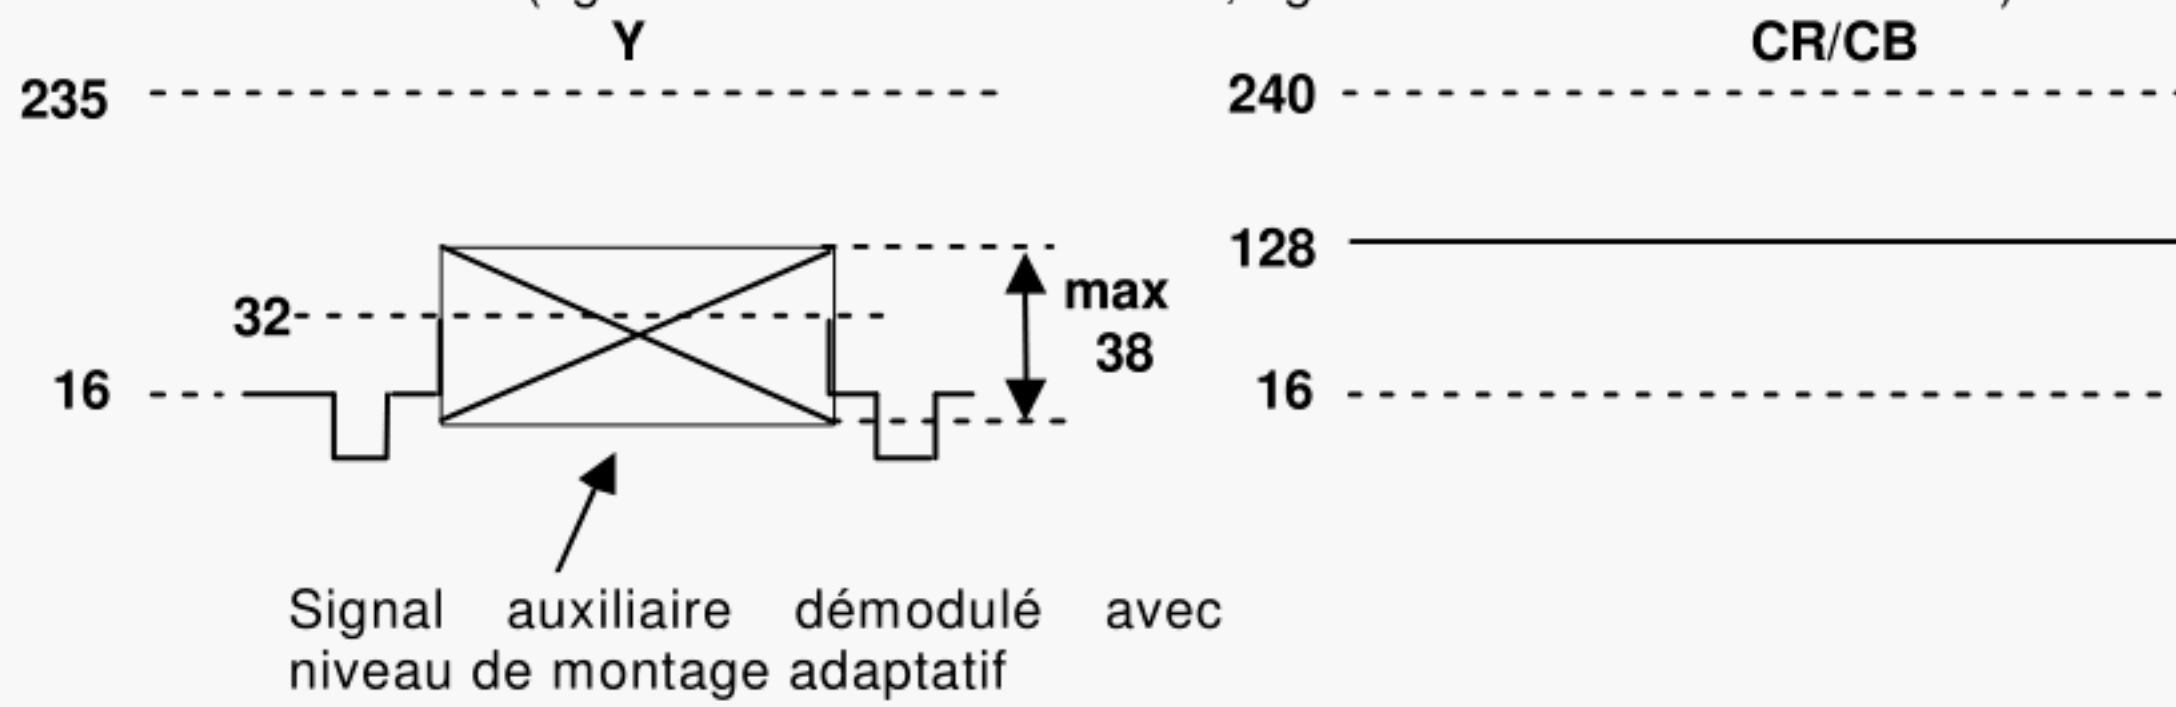 Y
CR/CB
235
240
128
32
max
38
16
16
Signal auxiliaire démodulé avec
niveau de montage adaptatif